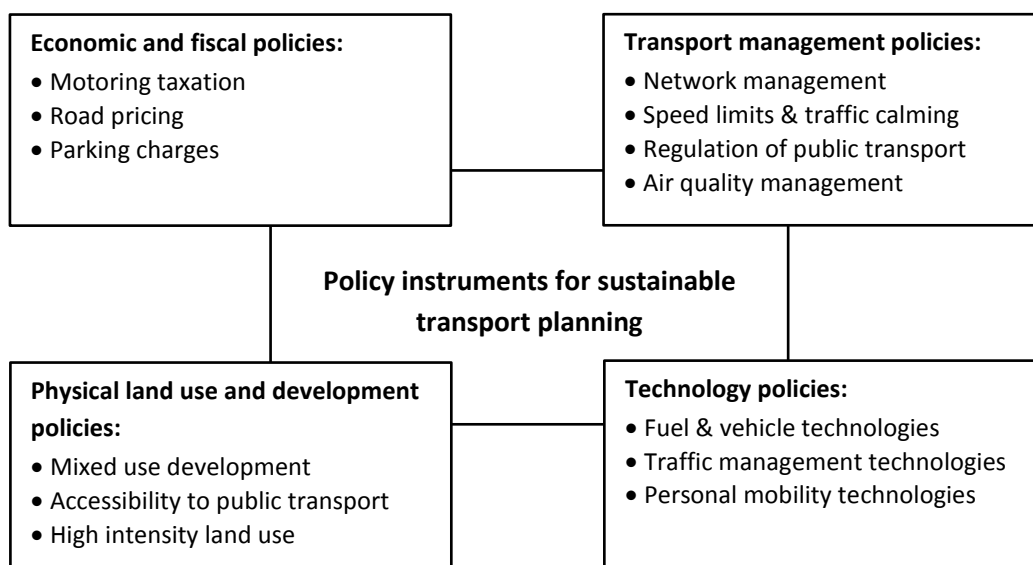 Economic and fiscal policies:
• Motoring taxation
• Road pricing
• Parking charges
Transport management policies:
• Network management
• Speed limits & traffic calming
• Regulation of public transport
• Air quality management
Policy instruments for sustainable
transport planning
Physical land use and development
policies:
• Mixed use development
• Accessibility to public transport
• High intensity land use
Technology policies:
• Fuel & vehicle technologies
• Traffic management technologies
• Personal mobility technologies